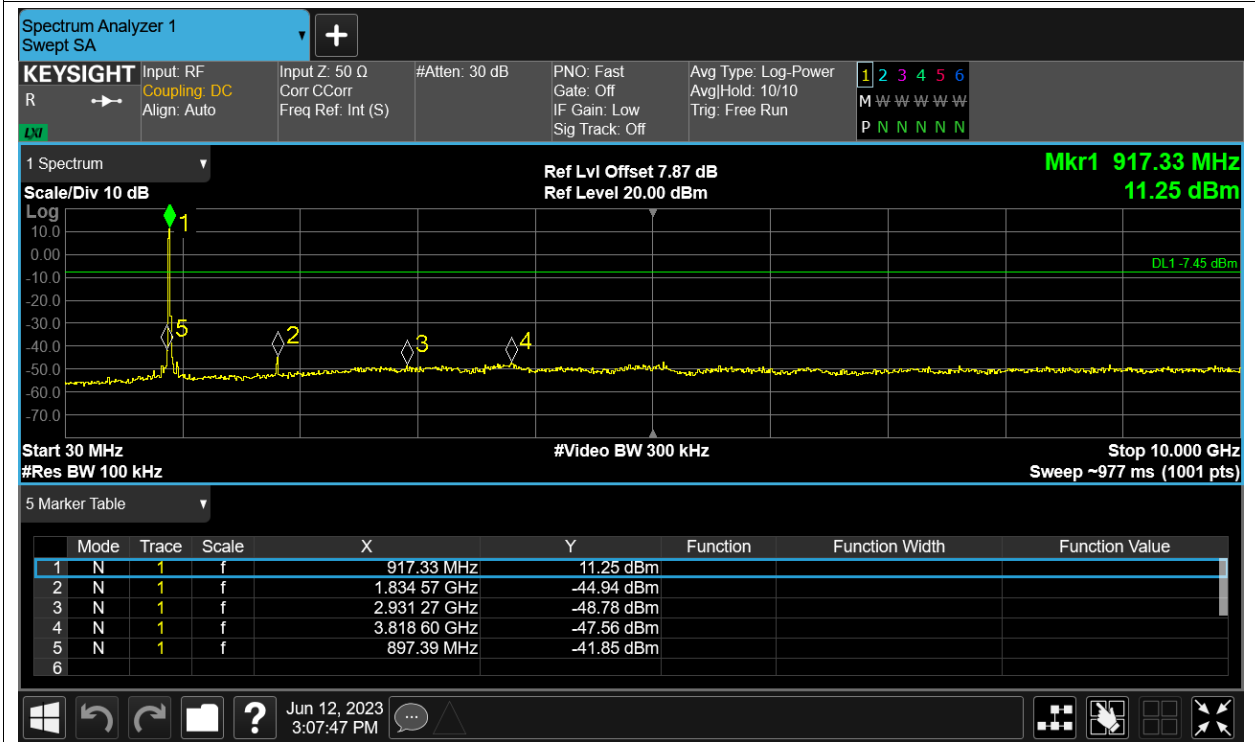 Spectrum Analyzer 1
Swept SA
KEYSIGHT Input: RF Input Z: 50 Ω #Atten: 30 dB PNO: Fast Avg Type: Log-Power 1 2 3 4 5 6
R Coupling: DC Corr CCorr Gate: Off Avg|Hold: 10/10 M W W W W W
Align: Auto Freq Ref: Int (S) IF Gain: Low Trig: Free Run
LXI Sig Track: Off P N N N N N
1 Spectrum Ref Lvl Offset 7.87 dB Mkr1 917.33 MHz
Scale/Div 10 dB Ref Level 20.00 dBm 11.25 dBm
Log
1
10.0
0.00
DL1 -7.45 dBm
-10.0
-20.0
-30.0
5 2 3 4
-40.0
-50.0
-60.0
-70.0
Start 30 MHz #Video BW 300 kHz Stop 10.000 GHz
#Res BW 100 kHz Sweep ~977 ms (1001 pts)
5 Marker Table
Mode Trace Scale X Y Function Function Width Function Value
1 N 1 f 917.33 MHz 11.25 dBm
2 N 1 f 1.834 57 GHz -44.94 dBm
3 N 1 f 2.931 27 GHz -48.78 dBm
4 N 1 f 3.818 60 GHz -47.56 dBm
5 N 1 f 897.39 MHz -41.85 dBm
6
? Jun 12, 2023
3:07:47 PM